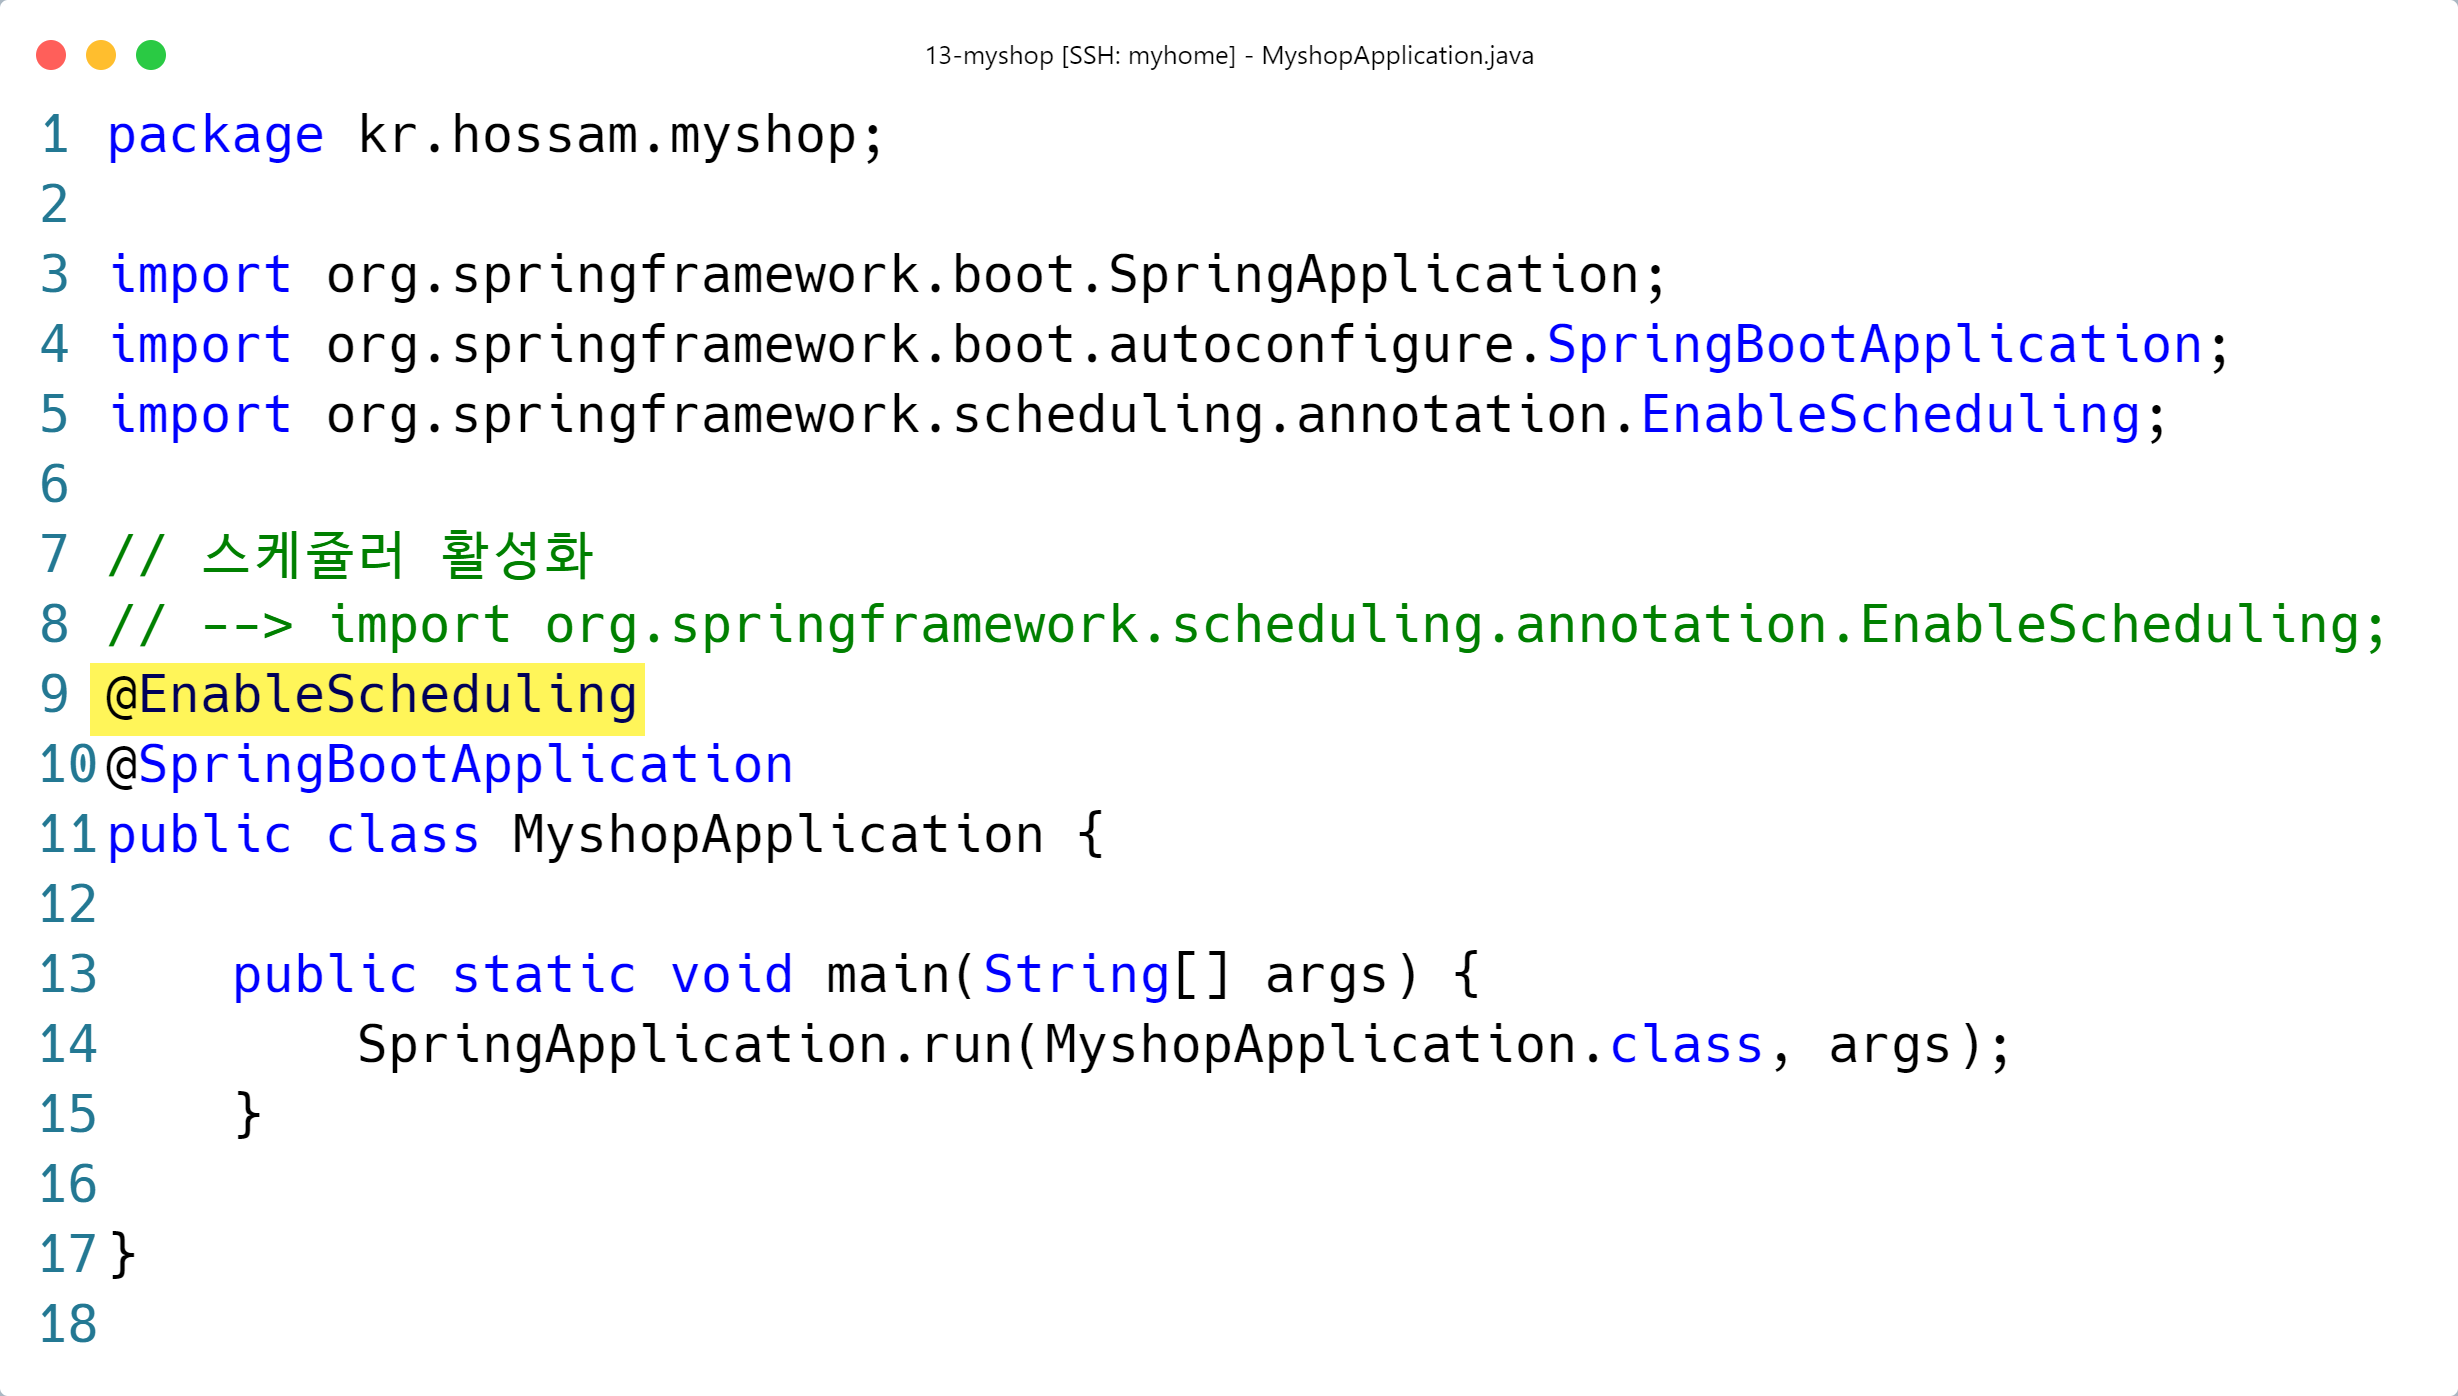 13-myshop [SSH: myhome] - MyshopApplication.java
1 package kr.hossam.myshop;
2
3 import org.springframework.boot.SpringApplication;
4 import org.springframework.boot.autoconfigure.SpringBootApplication;
5 import org.springframework.scheduling.annotation.EnableScheduling;
6
7 // 스케쥴러 활성화
8 // --> import org.springframework.scheduling.annotation.EnableScheduling;
9 @EnableScheduling
10 @SpringBootApplication
11 public class MyshopApplication {
12
13     public static void main(String[] args) {
14         SpringApplication.run(MyshopApplication.class, args);
15     }
16
17 }
18